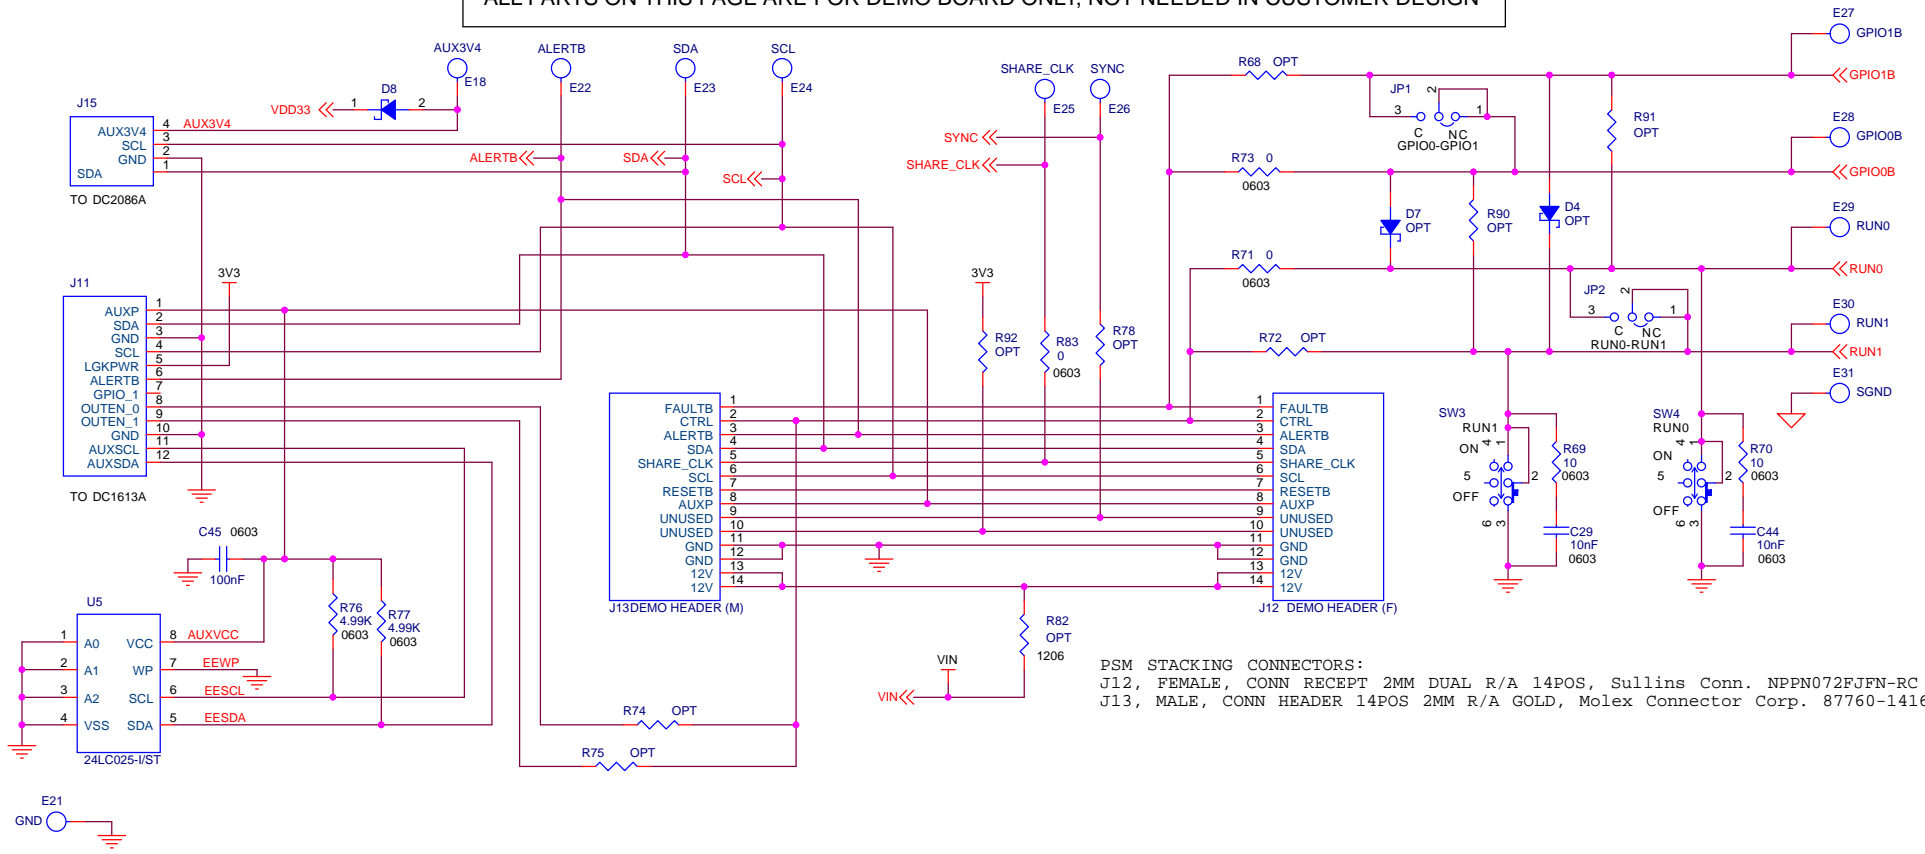 ALL PARTS ON THIS PAGE ARE FOR DEMO BOARD ONLY, NOT NEEDED IN CUSTOMER DESIGN
AUX3V4
E18
ALERTB
E22
SDA
E23
SCL
E24
SHARE_CLK
E25
SYNC
E26
E27
GPIO1B
GPIO1B
E28
GPIO0B
GPIO0B
E29
RUN0
RUN0
E30
RUN1
RUN1
E31
SGND
J15
AUX3V4 4 AUX3V4
SCL 3
GND 2
SDA 1
TO DC2086A
VDD33
1 D8 2
ALERTB
SDA
SCL
SYNC
SHARE_CLK
R68 OPT
JP1
3 2 1
C NC
GPIO0-GPIO1
R91
OPT
R73 0
0603
D7
OPT
R90
OPT
D4
OPT
R71 0
0603
JP2
3 2 1
C NC
RUN0-RUN1
R72 OPT
J11
3V3
AUXP 1
SDA 2
GND 3
SCL 4
LGKPWR 5
ALERTB 6
GPIO_1 7
OUTEN_0 8
OUTEN_1 9
GND 10
AUXSCL 11
AUXSDA 12
TO DC1613A
3V3
R92
OPT
R83
0
0603
R78
OPT
FAULTB 1
CTRL 2
ALERTB 3
SDA 4
SHARE_CLK 5
SCL 6
RESETB 7
AUXP 8
UNUSED 9
UNUSED 10
GND 11
GND 12
12V 13
12V 14
J13 DEMO HEADER (M)
1 FAULTB
2 CTRL
3 ALERTB
4 SDA
5 SHARE_CLK
6 SCL
7 RESETB
8 AUXP
9 UNUSED
10 UNUSED
11 GND
12 GND
13 12V
14 12V
J12 DEMO HEADER (F)
SW3
RUN1
ON 4 1
5 2
OFF
6 3
R69
10
0603
C29
10nF
0603
SW4
RUN0
ON 4 1
5 2
OFF
6 3
R70
10
0603
C44
10nF
0603
C45 0603
100nF
R76
4.99K
0603
R77
4.99K
0603
U5
1 A0 VCC 8 AUXVCC
2 A1 WP 7 EEWP
3 A2 SCL 6 EESCL
4 VSS SDA 5 EESDA
24LC025-I/ST
R74 OPT
R75 OPT
R82
OPT
1206
VIN
VIN
PSM STACKING CONNECTORS:
J12, FEMALE, CONN RECEPT 2MM DUAL R/A 14POS, Sullins Conn. NPPN072FJFN-RC
J13, MALE, CONN HEADER 14POS 2MM R/A GOLD, Molex Connector Corp. 87760-1416
E21
GND